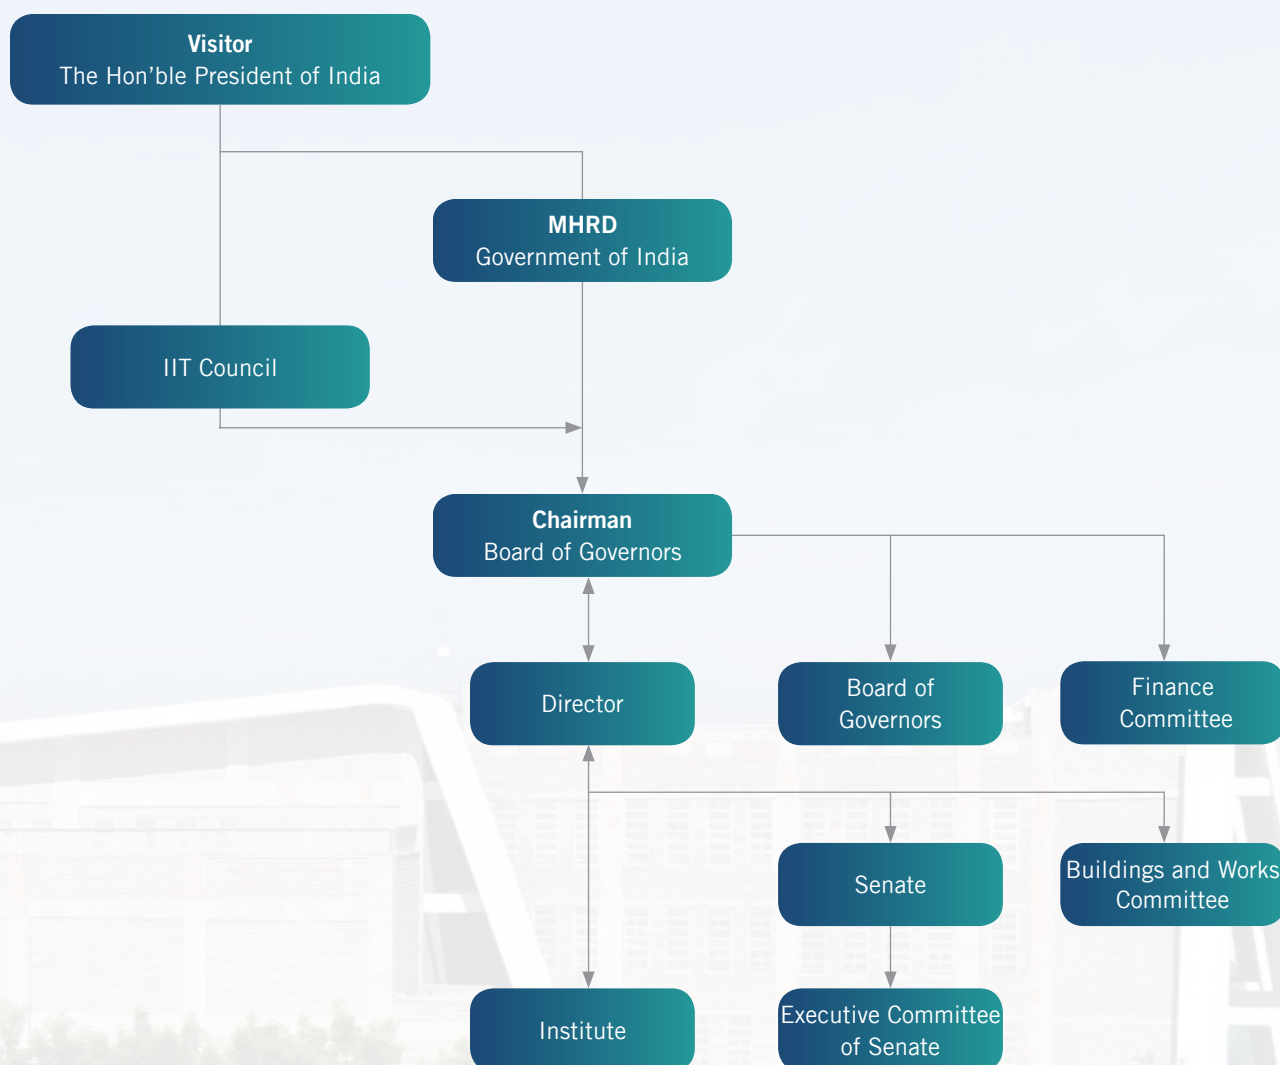 Visitor
The Hon’ble President of India
MHRD
Government of India
IIT Council
Chairman
Board of Governors
Director
Board of
Governors
Finance
Committee
Senate
Buildings and Works
Committee
Institute
Executive Committee
of Senate